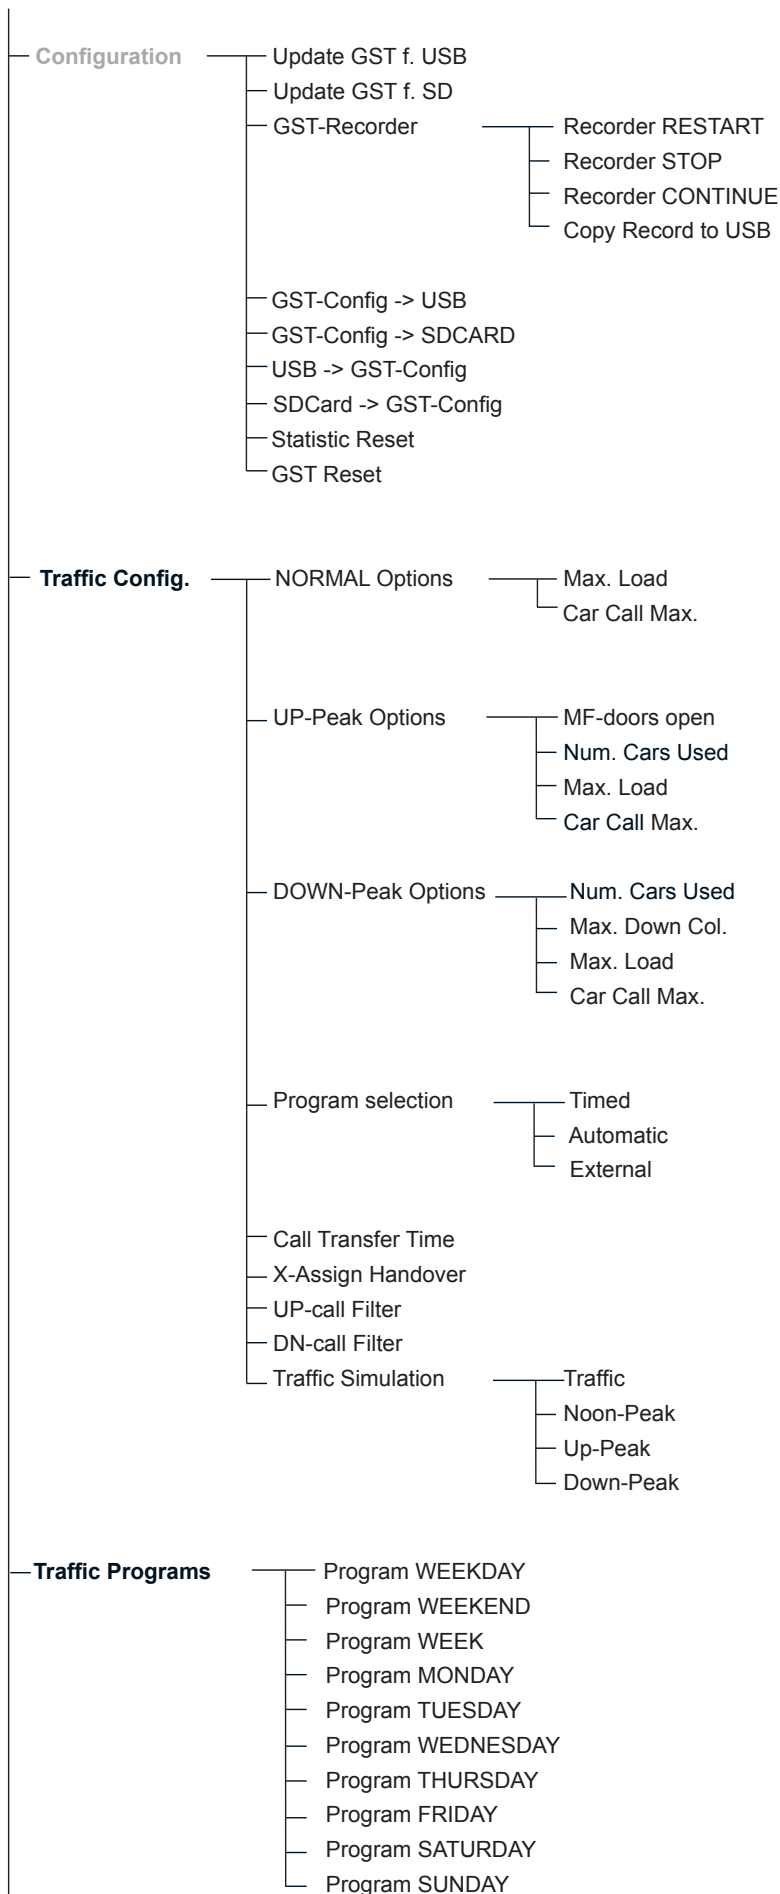 Configuration
Update GST f. USB
Update GST f. SD
GST-Recorder
Recorder RESTART
Recorder STOP
Recorder CONTINUE
Copy Record to USB
GST-Config -> USB
GST-Config -> SDCARD
USB -> GST-Config
SDCard -> GST-Config
Statistic Reset
GST Reset
Traffic Config.
NORMAL Options
Max. Load
Car Call Max.
UP-Peak Options
MF-doors open
Num. Cars Used
Max. Load
Car Call Max.
DOWN-Peak Options
Num. Cars Used
Max. Down Col.
Max. Load
Car Call Max.
Program selection
Timed
Automatic
External
Call Transfer Time
X-Assign Handover
UP-call Filter
DN-call Filter
Traffic Simulation
Traffic
Noon-Peak
Up-Peak
Down-Peak
Traffic Programs
Program WEEKDAY
Program WEEKEND
Program WEEK
Program MONDAY
Program TUESDAY
Program WEDNESDAY
Program THURSDAY
Program FRIDAY
Program SATURDAY
Program SUNDAY